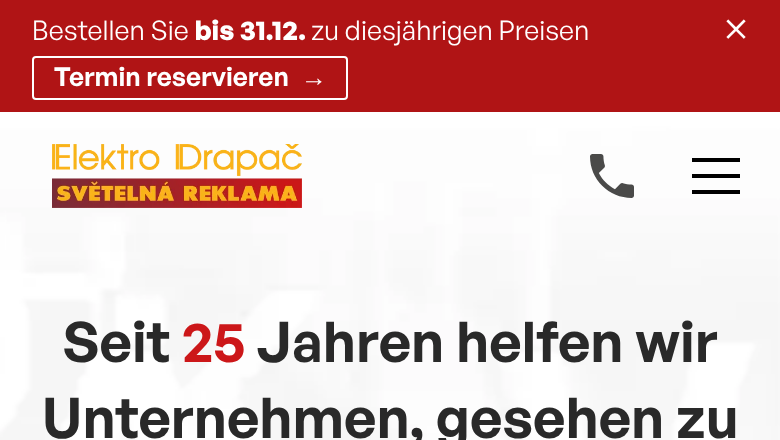 Bestellen Sie bis 31.12. zu diesjährigen Preisen
Termin reservieren →
Elektro Drapač
SVĚTELNÁ REKLAMA
Seit 25 Jahren helfen wir
Unternehmen, gesehen zu